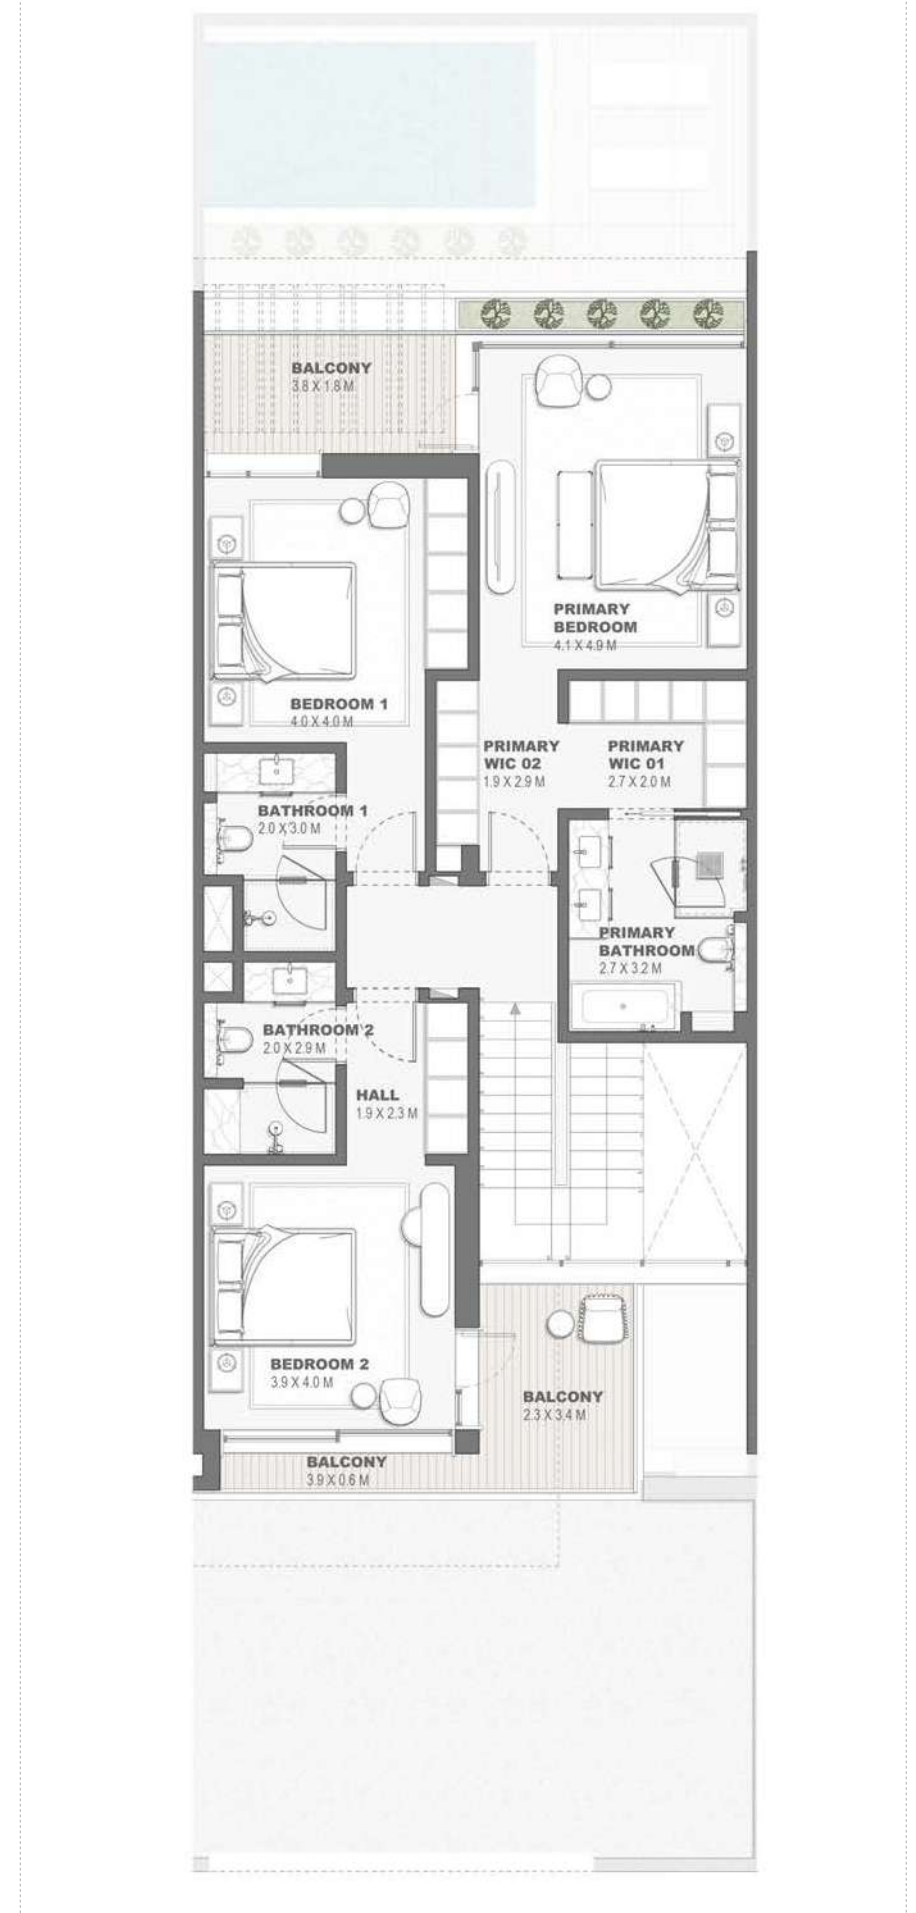 BALCONY
3.8 X 1.8 M
PRIMARY
BEDROOM
4.1 X 4.9 M
BEDROOM 1
4.0 X 4.0 M
PRIMARY
WIC 02
1.9 X 2.9 M
PRIMARY
WIC 01
2.7 X 2.0 M
BATHROOM 1
2.0 X 3.0 M
PRIMARY
BATHROOM
2.7 X 3.2 M
BATHROOM 2
2.0 X 2.9 M
HALL
1.9 X 2.3 M
BEDROOM 2
3.9 X 4.0 M
BALCONY
2.3 X 3.4 M
BALCONY
3.9 X 0.6 M